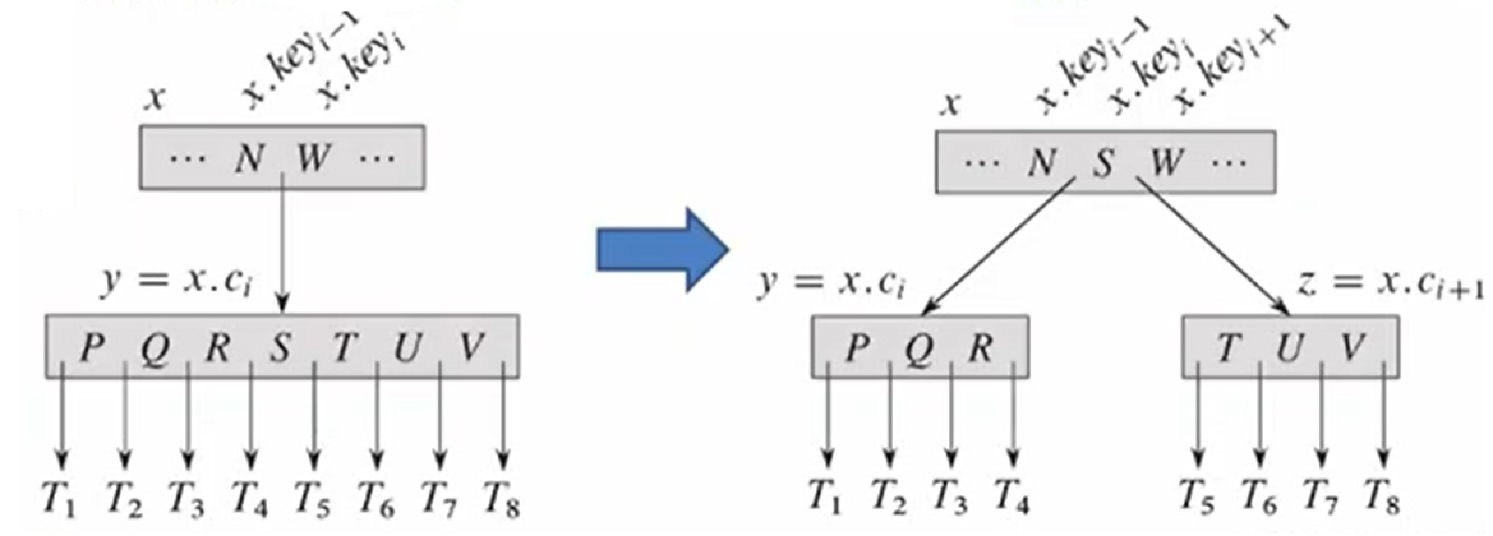 x x.key_{i-1} x.key_i
··· N W ···
y = x.c_i
P Q R S T U V
T_1 T_2 T_3 T_4 T_5 T_6 T_7 T_8
x x.key_{i-1} x.key_i x.key_{i+1}
··· N S W ···
y = x.c_i z = x.c_{i+1}
P Q R T U V
T_1 T_2 T_3 T_4 T_5 T_6 T_7 T_8